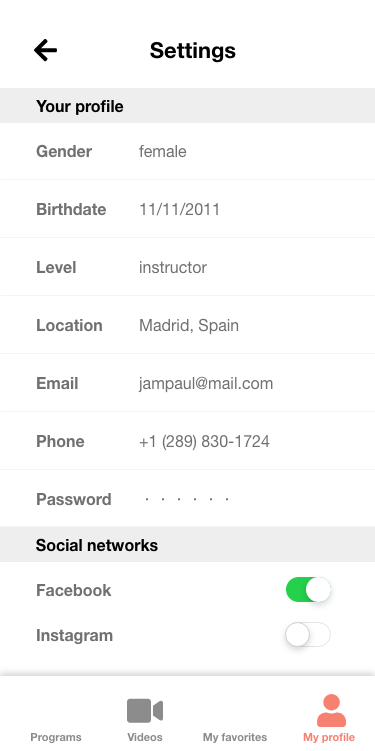 Settings
Your profile
Gender female
Birthdate 11/11/2011
Level instructor
Location Madrid, Spain
Email jampaul@mail.com
Phone +1 (289) 830-1724
Password · · · · · ·
Social networks
Facebook
Instagram
Programs Videos My favorites My profile